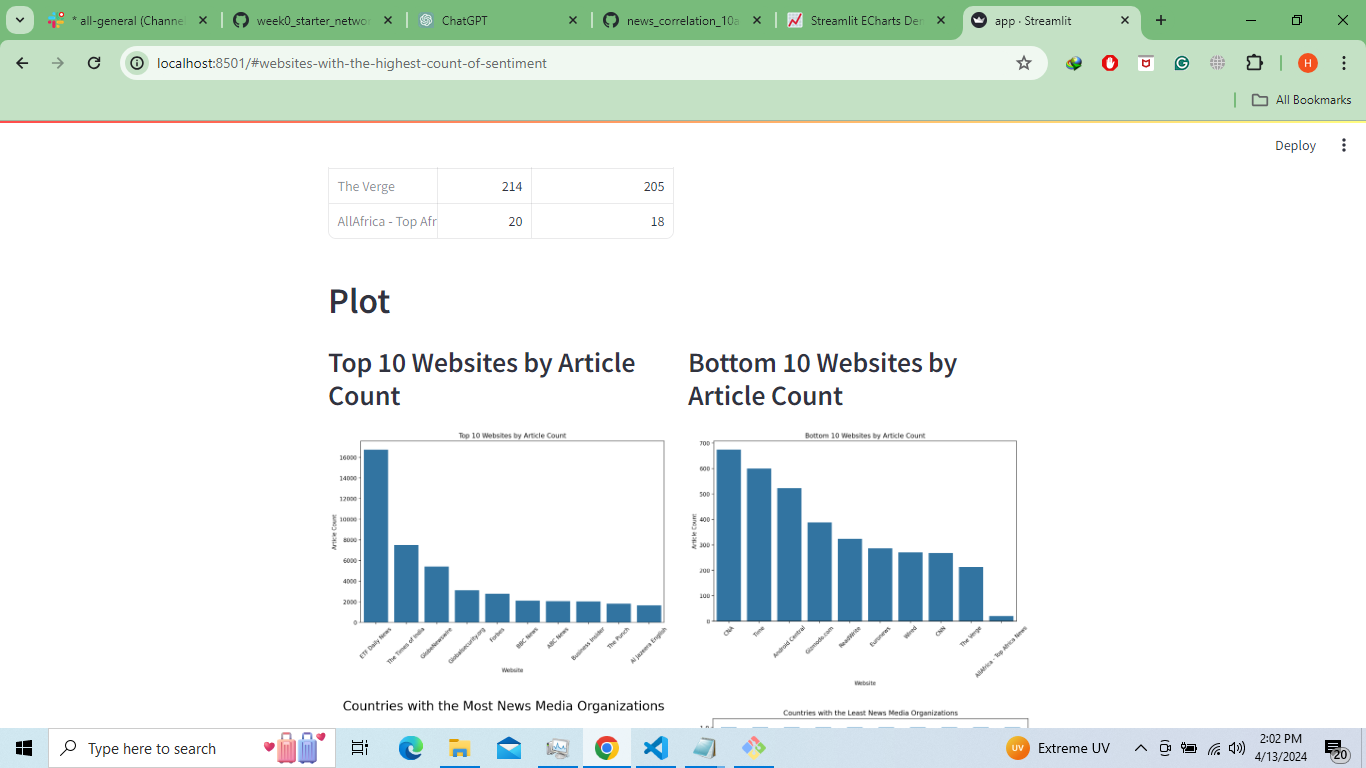 * all-general (Channel
week0_starter_networ
ChatGPT
news_correlation_10a
Streamlit ECharts De
app · Streamlit
localhost:8501/#websites-with-the-highest-count-of-sentiment
H
All Bookmarks
Deploy
The Verge 214 205
AllAfrica - Top Afr 20 18
Plot
Top 10 Websites by Article
Count
Bottom 10 Websites by
Article Count
Top 10 Websites by Article Count
16000
14000
12000
10000
8000
6000
4000
2000
0
Article Count
ETF Daily News
The Times of India
GlobeNewswire
Globalsecurity.org
Forbes
BBC News
ABC News
Business Insider
The Punch
Al Jazeera English
Website
Bottom 10 Websites by Article Count
700
600
500
400
300
200
100
0
Article Count
CNA
Time
Android Central
Gizmodo.com
ReadWrite
Euronews
Wired
CNN
The Verge
AllAfrica - Top Africa News
Website
Countries with the Most News Media Organizations
Countries with the Least News Media Organizations
1.0
Type here to search
UV
Extreme UV
2:02 PM
4/13/2024
20